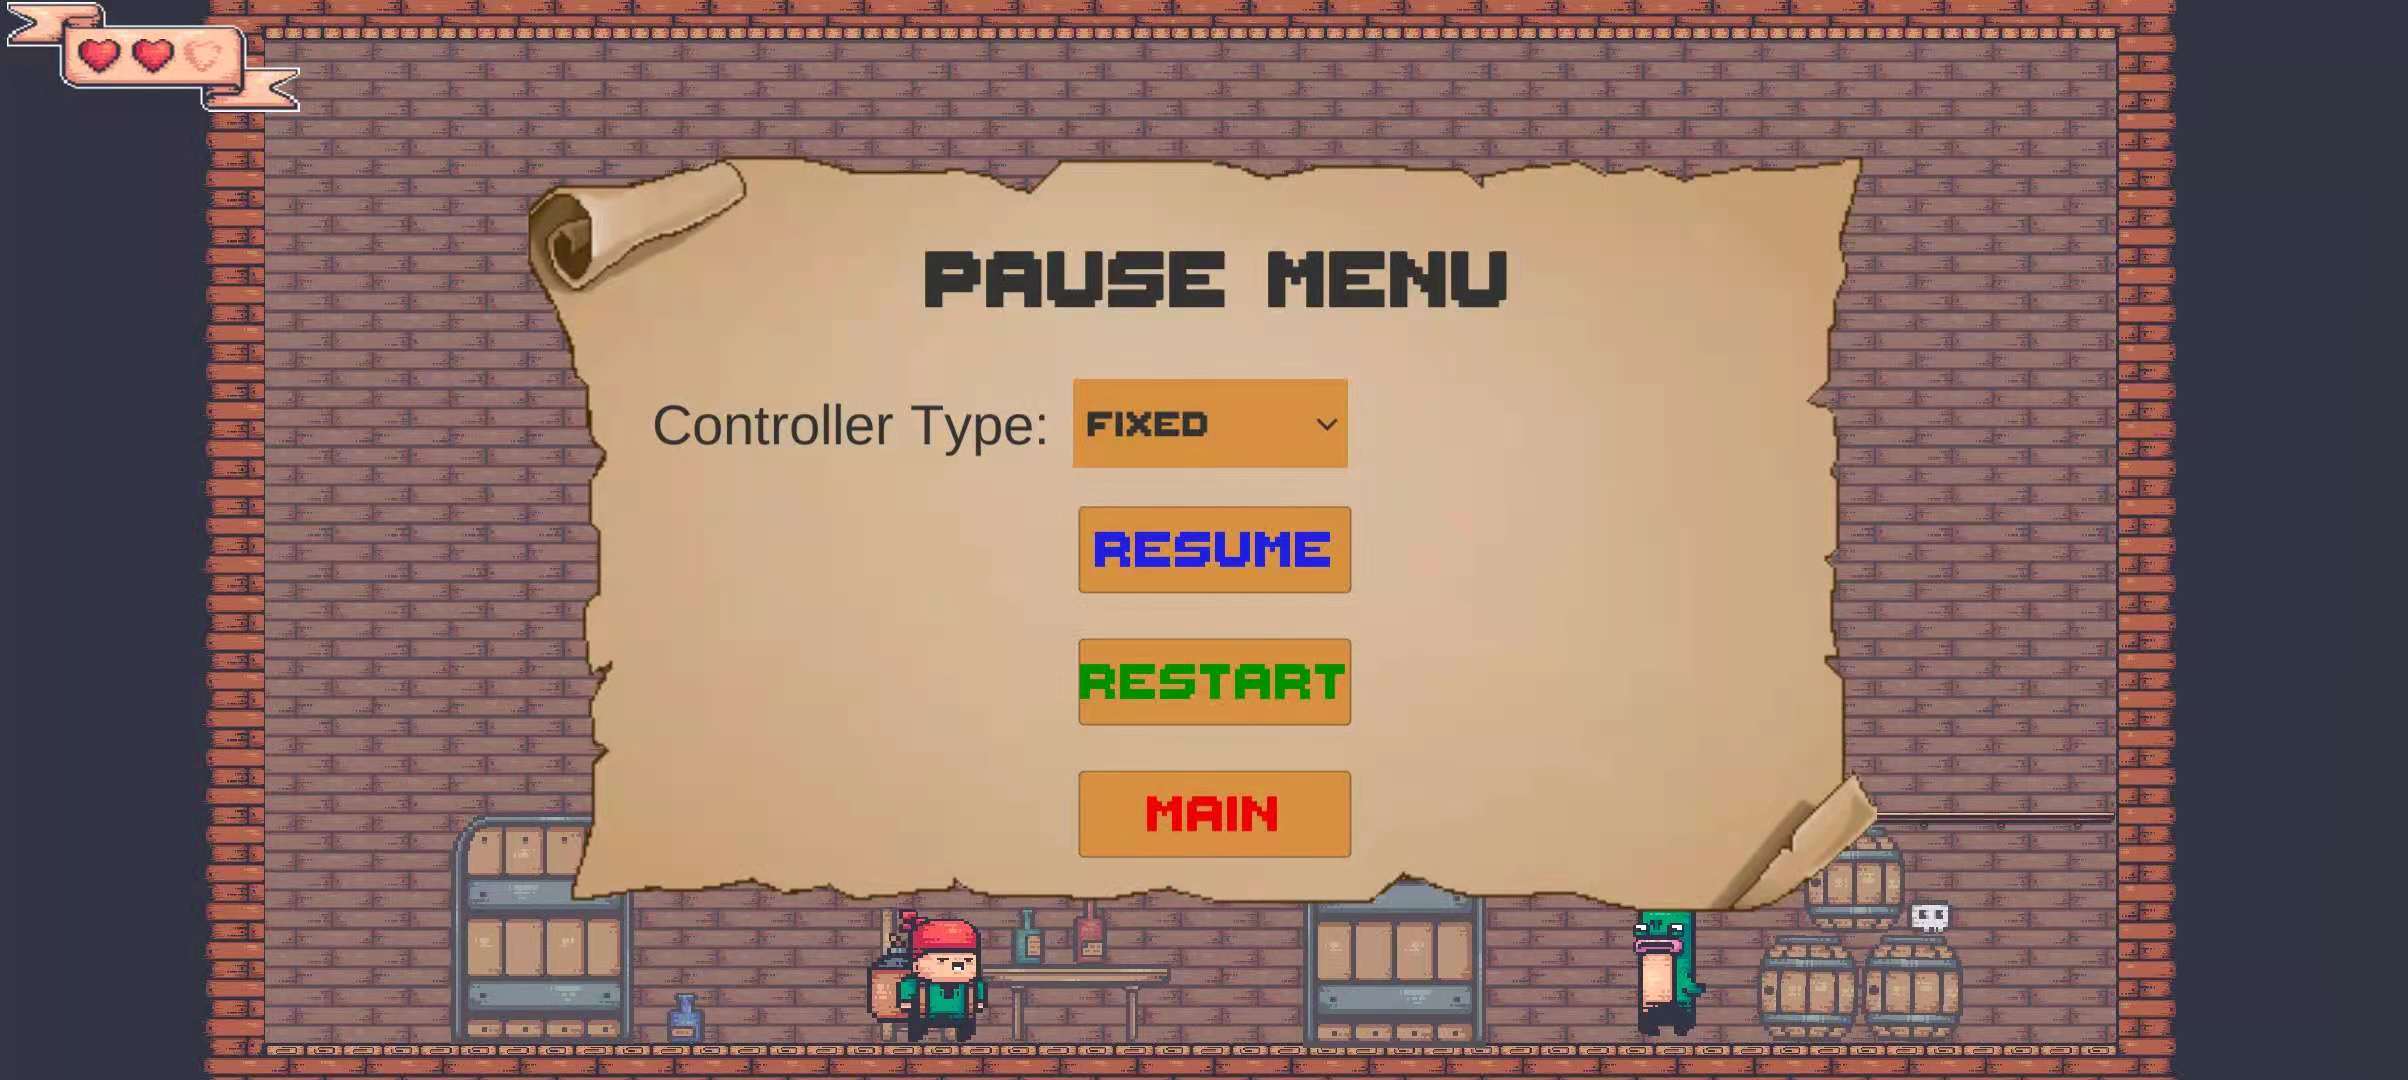 PAUSE MENU
Controller Type: FIXED
RESUME
RESTART
MAIN